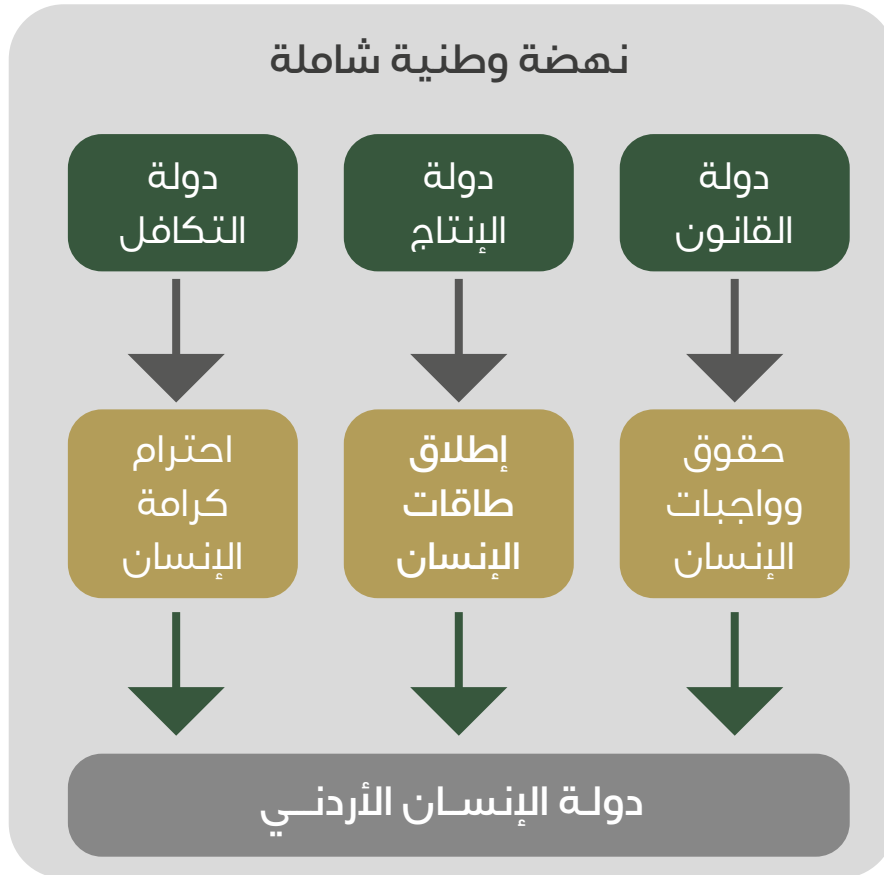 نهضة وطنية شاملة
دولة
القانون
دولة
الإنتاج
دولة
التكافل
حقوق
وواجبات
الإنسان
إطلاق
طاقات
الإنسان
احترام
كرامة
الإنسان
دولـة الإنسـان الأردنــي